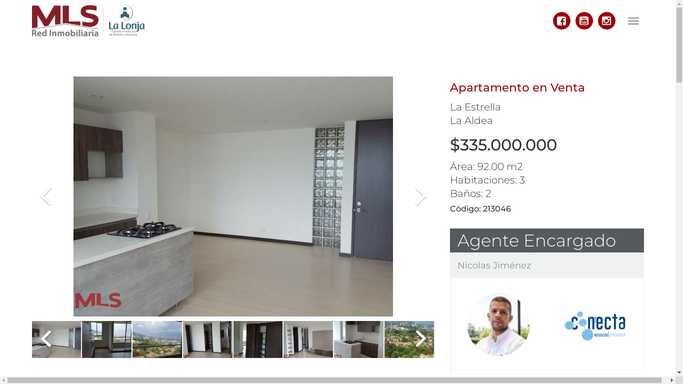 MLS
Red Inmobiliaria
La Lonja
Apartamento en Venta
La Estrella
La Aldea
$335.000.000
Área: 92.00 m2
Habitaciones: 3
Baños: 2
Código: 213046
MLS
Agente Encargado
Nicolas Jiménez
conecta